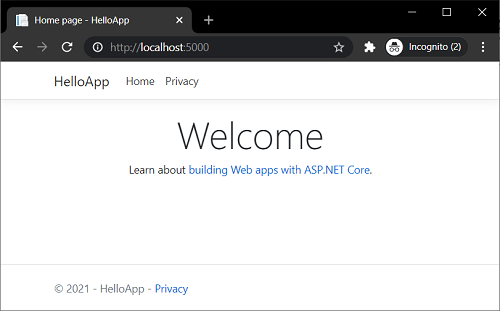 Home page - HelloApp
http://localhost:5000
Incognito (2)
HelloApp Home Privacy
Welcome
Learn about building Web apps with ASP.NET Core.
© 2021 - HelloApp - Privacy